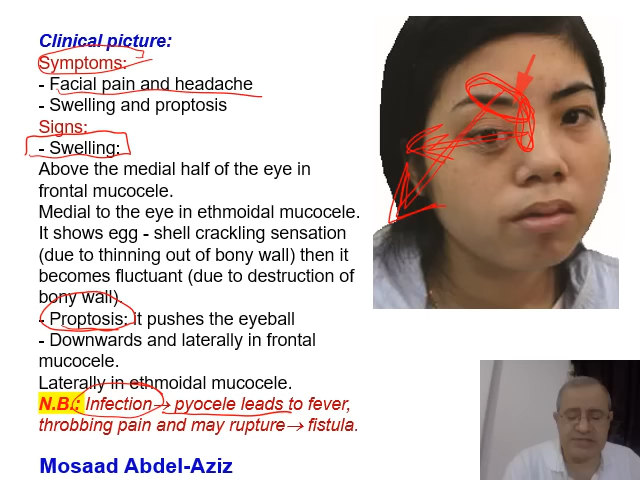 Clinical picture:
Symptoms:
- Facial pain and headache
- Swelling and proptosis
Signs:
- Swelling:
Above the medial half of the eye in
frontal mucocele.
Medial to the eye in ethmoidal mucocele.
It shows egg - shell crackling sensation
(due to thinning out of bony wall) then it
becomes fluctuant (due to destruction of
bony wall).
- Proptosis: it pushes the eyeball
- Downwards and laterally in frontal
mucocele.
Laterally in ethmoidal mucocele.
N.B.: Infection→ pyocele leads to fever,
throbbing pain and may rupture→ fistula.
Mosaad Abdel-Aziz